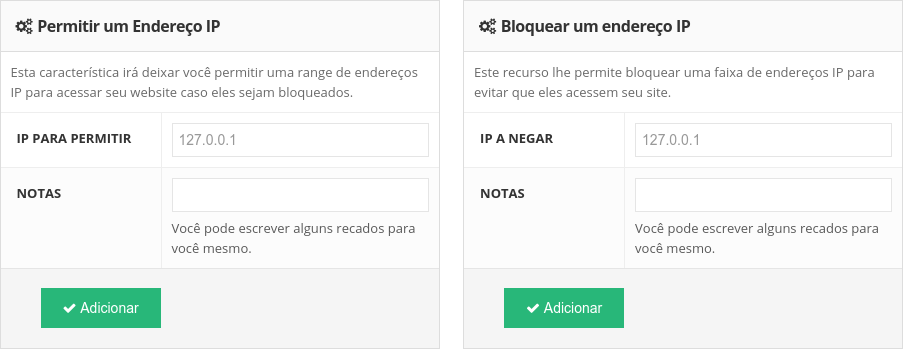 Permitir um Endereço IP
Esta característica irá deixar você permitir uma range de endereços
IP para acessar seu website caso eles sejam bloqueados.
IP PARA PERMITIR
127.0.0.1
NOTAS
Você pode escrever alguns recados para
você mesmo.
Adicionar
Bloquear um endereço IP
Este recurso lhe permite bloquear uma faixa de endereços IP para
evitar que eles acessem seu site.
IP A NEGAR
127.0.0.1
NOTAS
Você pode escrever alguns recados para
você mesmo.
Adicionar